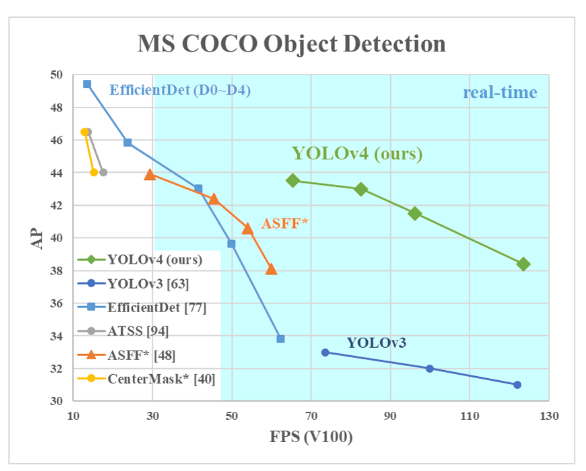 MS COCO Object Detection
50
EfficientDet (D0~D4)
real-time
48
46
YOLOv4 (ours)
44
42
ASFF*
AP
40
YOLOv4 (ours)
38
YOLOv3 [63]
36
EfficientDet [77]
34
ATSS [94]
YOLOv3
ASFF* [48]
32
CenterMask* [40]
30
10 30 50 70 90 110 130
FPS (V100)